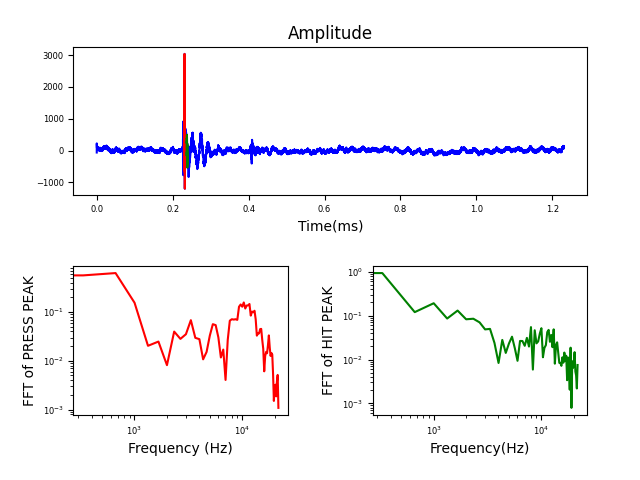 Amplitude
3000
2000
1000
0
−1000
0.0 0.2 0.4 0.6 0.8 1.0 1.2
Time(ms)
FFT of PRESS PEAK
10⁻¹
10⁻²
10⁻³
10³ 10⁴
Frequency (Hz)
FFT of HIT PEAK
10⁰
10⁻¹
10⁻²
10⁻³
10³ 10⁴
Frequency(Hz)